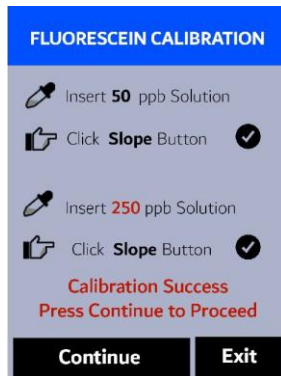 FLUORESCEIN CALIBRATION
Insert 50 ppb Solution
Click Slope Button
Insert 250 ppb Solution
Click Slope Button
Calibration Success
Press Continue to Proceed
Continue Exit